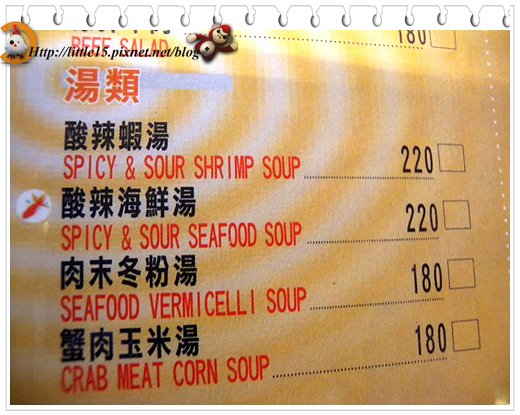 BEEF SALAD 180
Http://little15.pixnet.net/blog
湯類
酸辣蝦湯
SPICY & SOUR SHRIMP SOUP 220
酸辣海鮮湯
SPICY & SOUR SEAFOOD SOUP 220
肉末冬粉湯
SEAFOOD VERMICELLI SOUP 180
蟹肉玉米湯
CRAB MEAT CORN SOUP 180